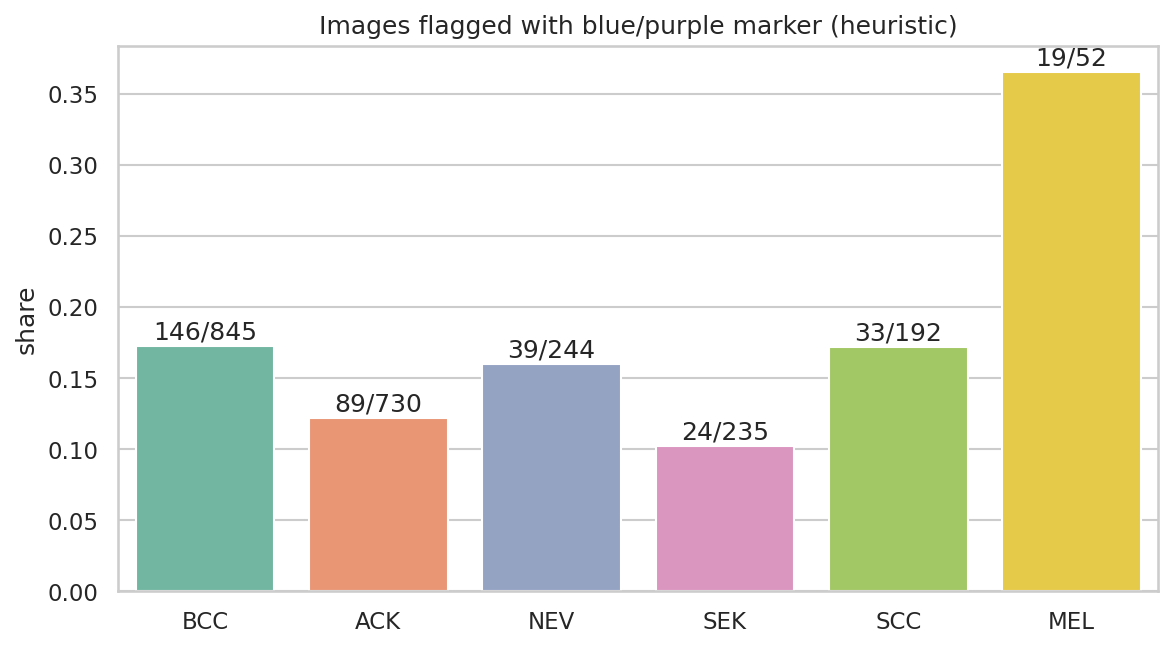 Images flagged with blue/purple marker (heuristic)
share
0.35
0.30
0.25
0.20
0.15
0.10
0.05
0.00
146/845
89/730
39/244
24/235
33/192
19/52
BCC
ACK
NEV
SEK
SCC
MEL